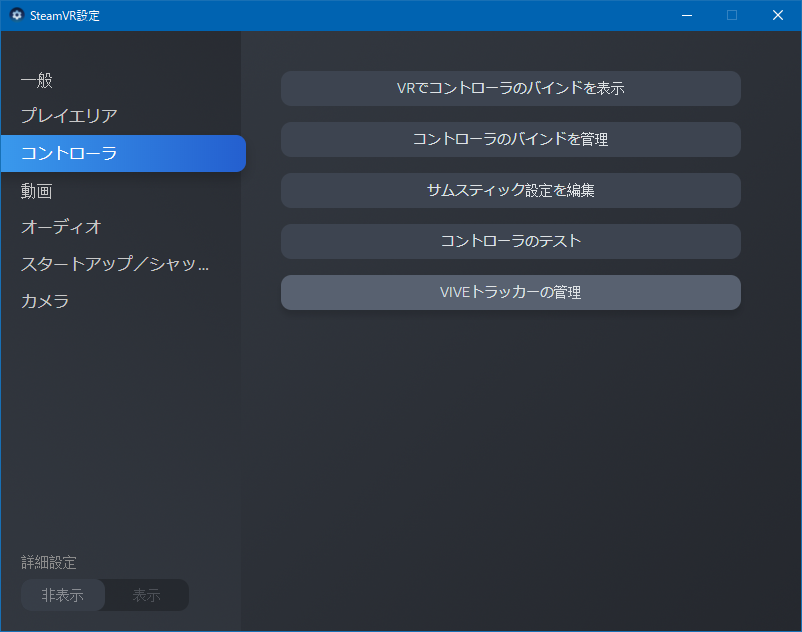 SteamVR設定
一般
プレイエリア
コントローラ
動画
オーディオ
スタートアップ／シャッ...
カメラ
詳細設定
非表示
表示
VRでコントローラのバインドを表示
コントローラのバインドを管理
サムスティック設定を編集
コントローラのテスト
VIVEトラッカーの管理